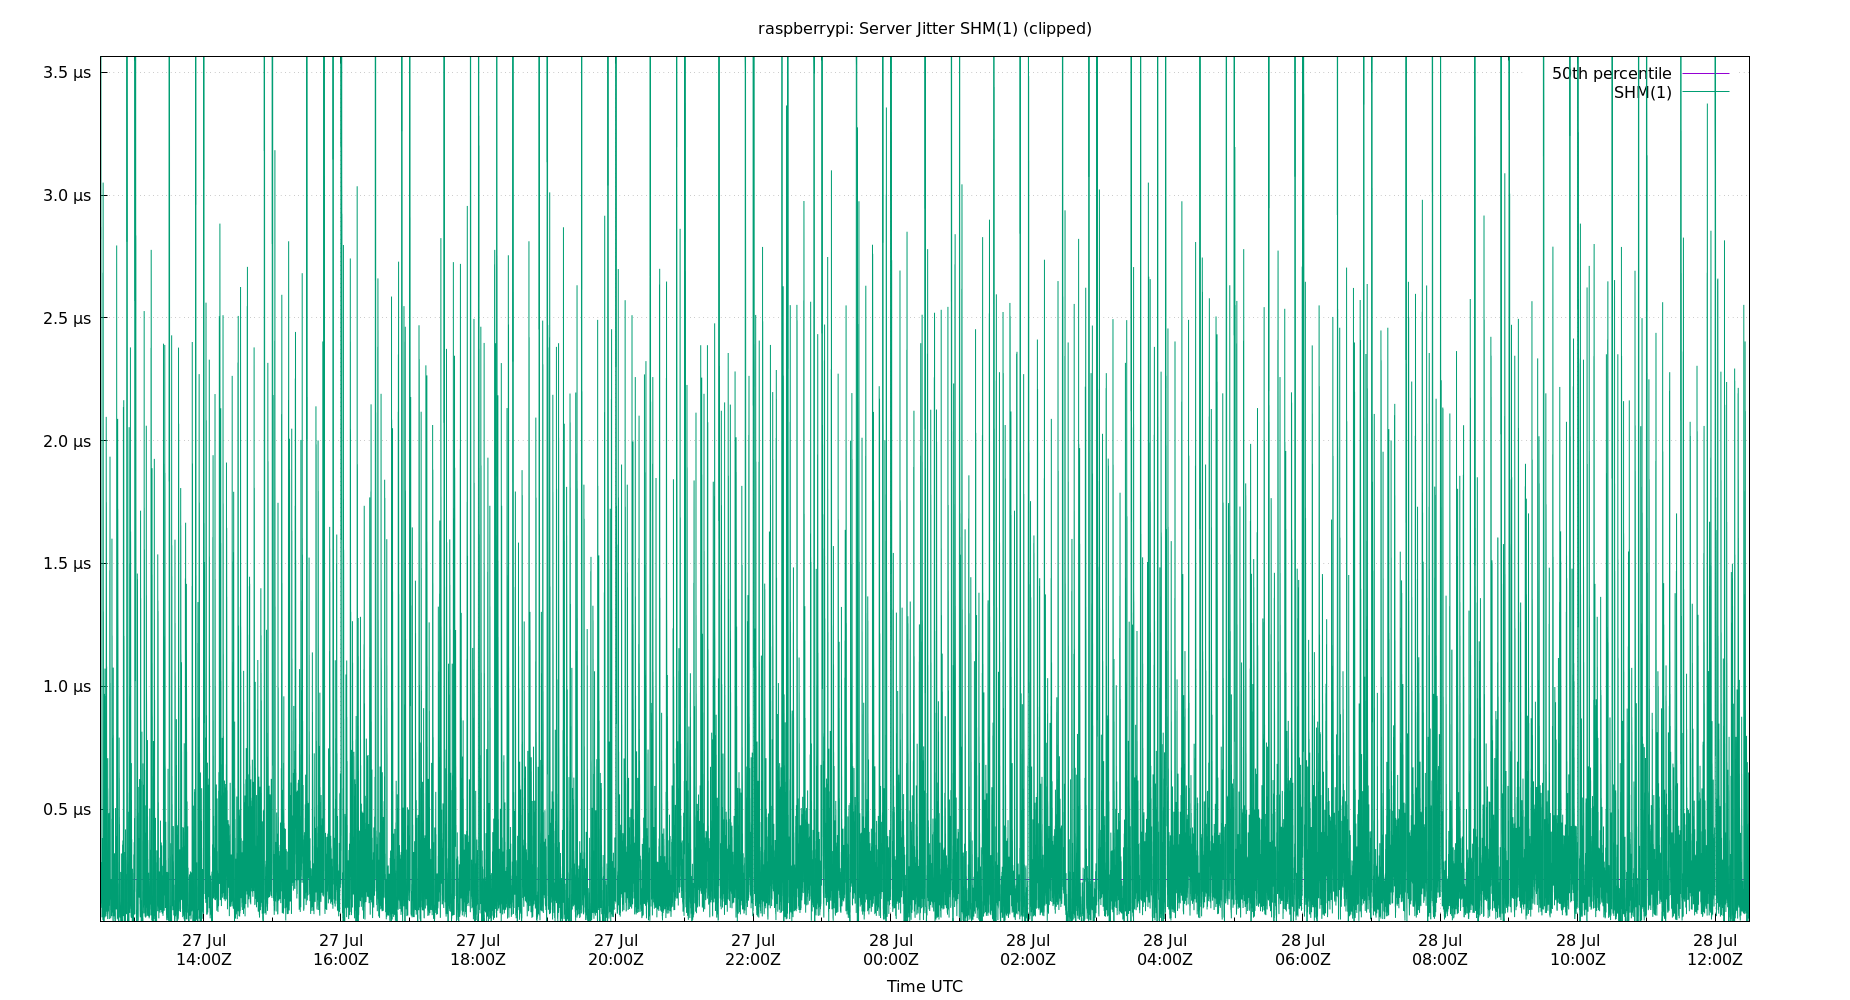 raspberrypi: Server Jitter SHM(1) (clipped)
3.5 μs
3.0 μs
2.5 μs
2.0 μs
1.5 μs
1.0 μs
0.5 μs
50th percentile
SHM(1)
27 Jul 27 Jul 27 Jul 27 Jul 27 Jul 28 Jul 28 Jul 28 Jul 28 Jul 28 Jul 28 Jul 28 Jul
14:00Z 16:00Z 18:00Z 20:00Z 22:00Z 00:00Z 02:00Z 04:00Z 06:00Z 08:00Z 10:00Z 12:00Z
Time UTC